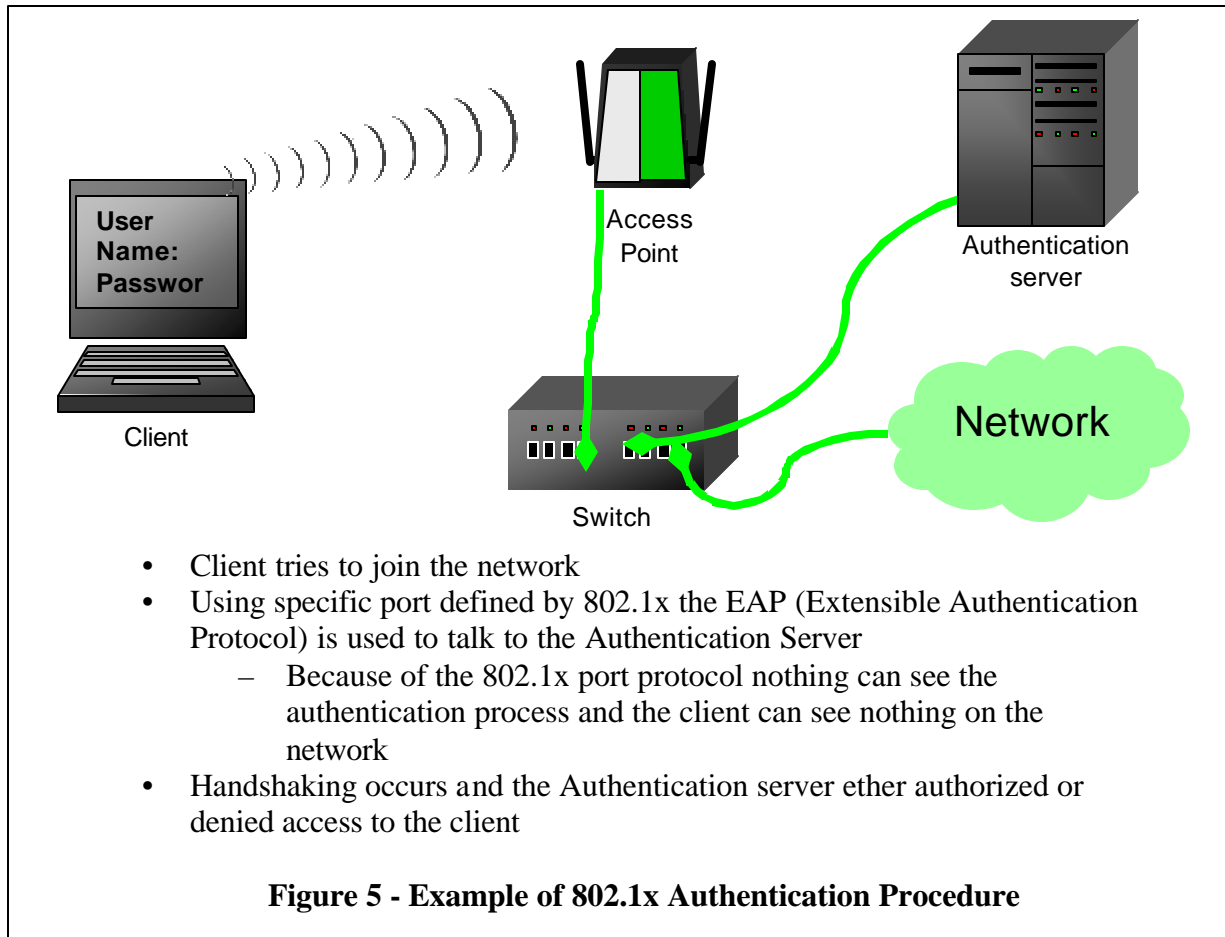 User
Name:
Passwor
Client
Access
Point
Authentication
server
Switch
Network
• Client tries to join the network
• Using specific port defined by 802.1x the EAP (Extensible Authentication
Protocol) is used to talk to the Authentication Server
– Because of the 802.1x port protocol nothing can see the
authentication process and the client can see nothing on the
network
• Handshaking occurs and the Authentication server ether authorized or
denied access to the client
Figure 5 - Example of 802.1x Authentication Procedure